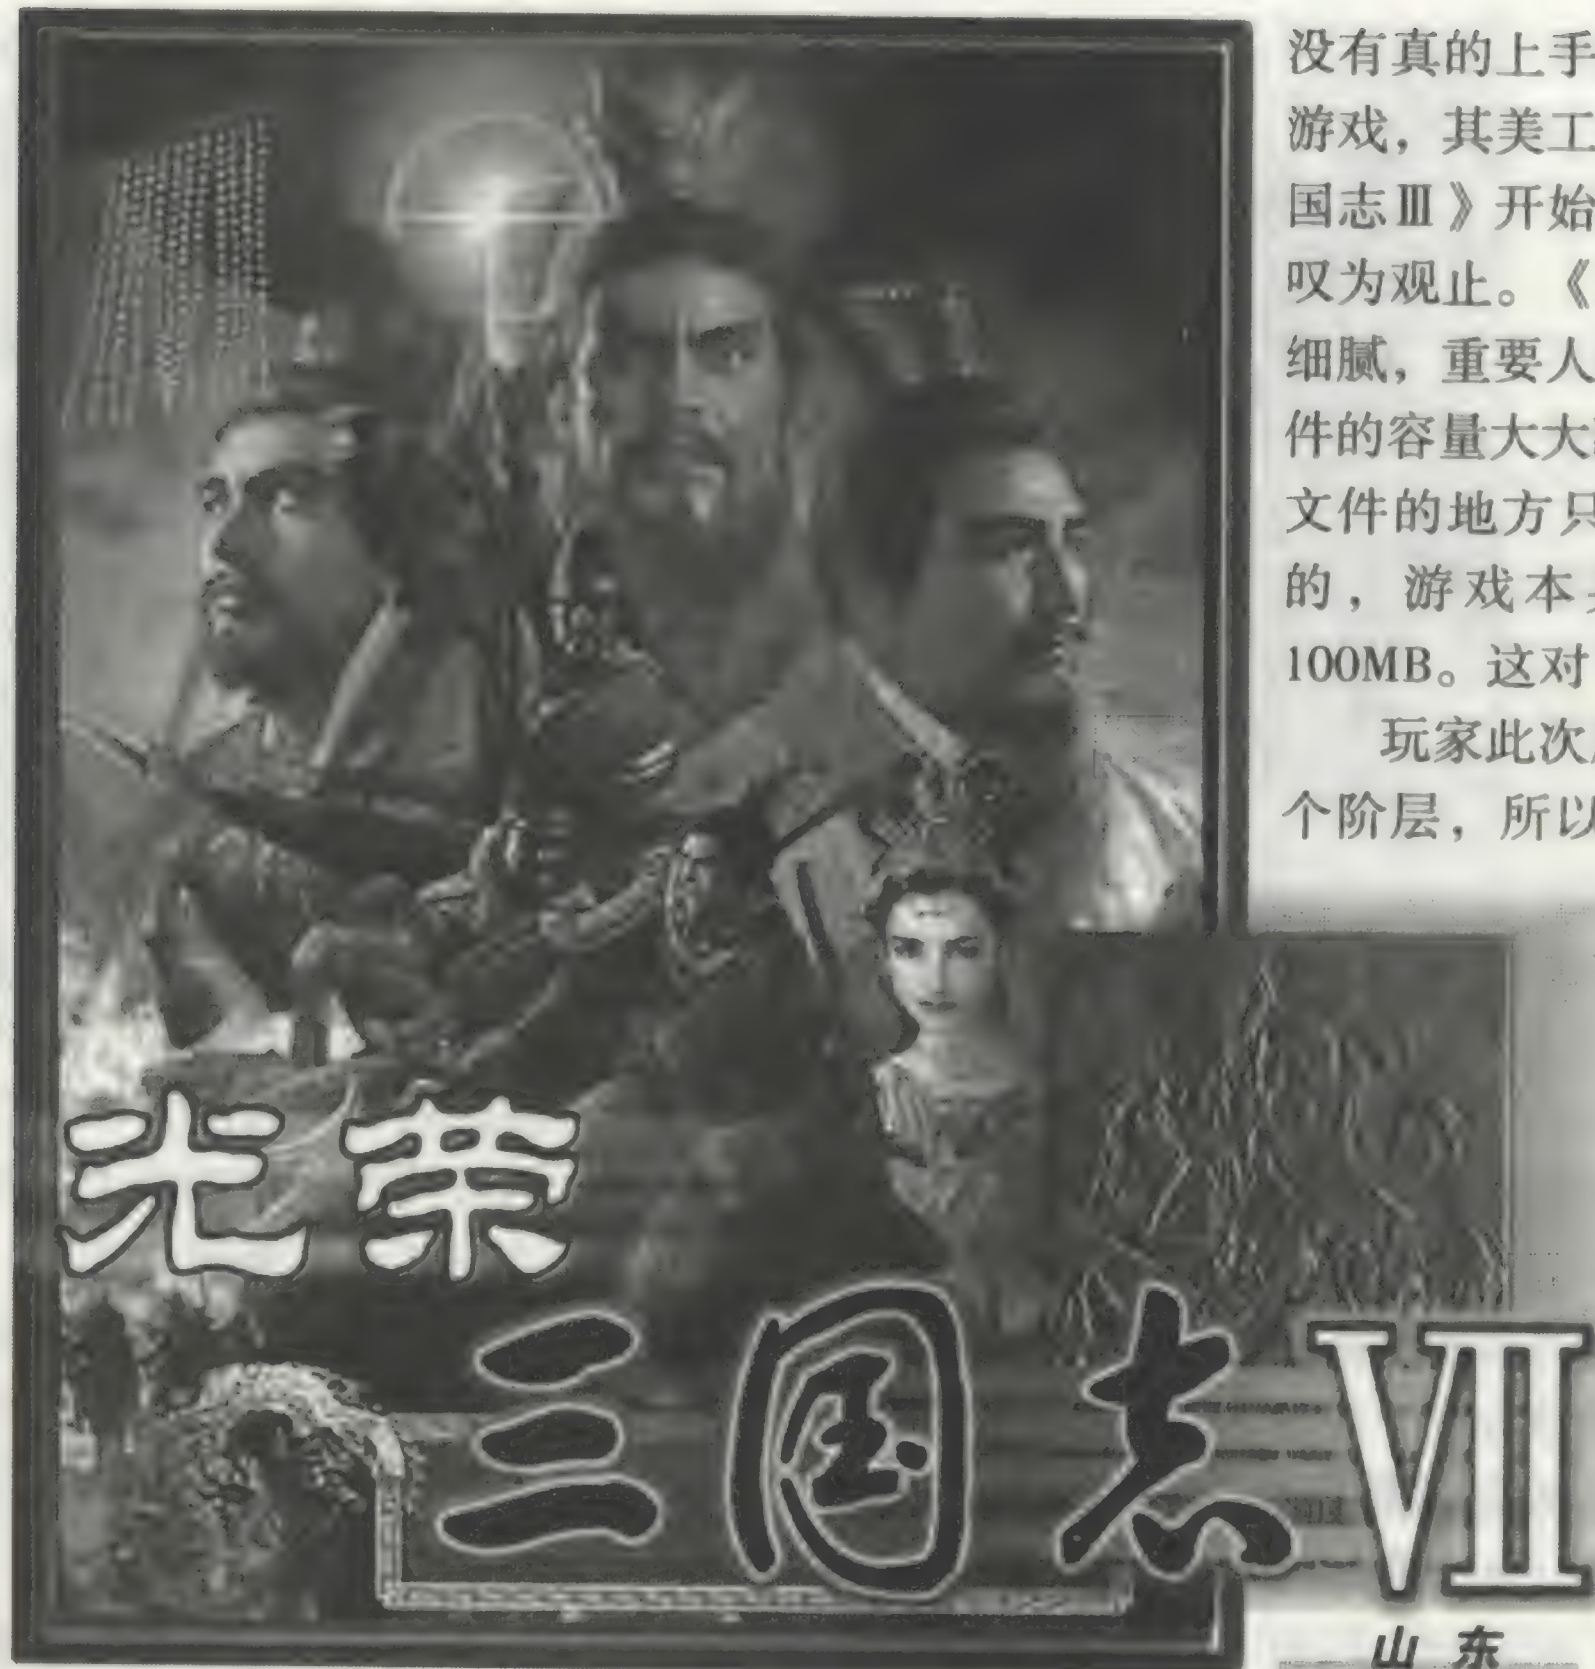 没有真的上手
游戏，其美工
国志Ⅲ》开始
叹为观止。《
细腻，重要人
件的容量大大
文件的地方只
的，游戏本
100MB。这对
玩家此次
个阶层，所以
光荣
三国志VII
山东